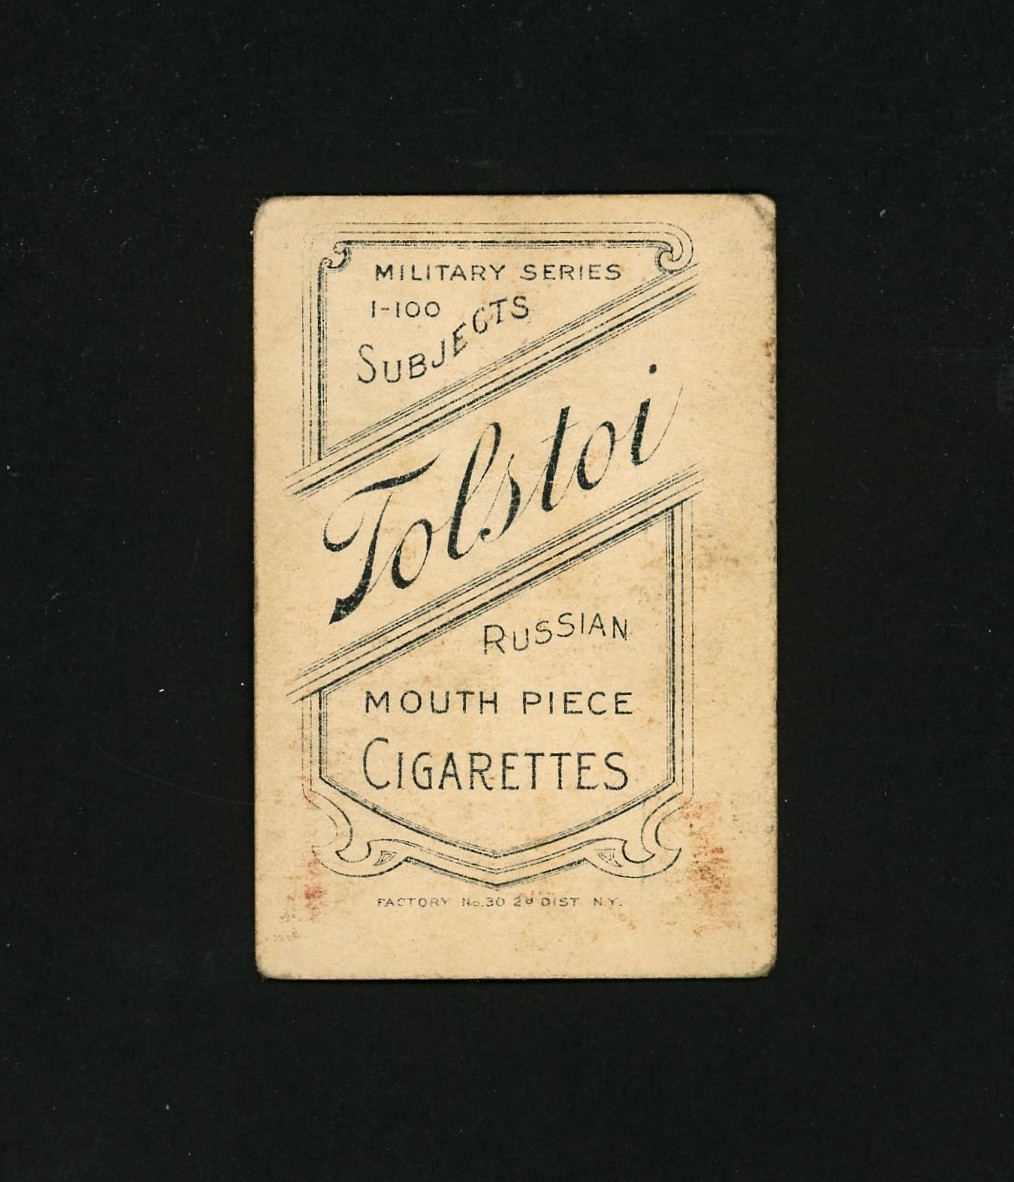 MILITARY SERIES
1-100
SUBJECTS
Tolstoi
RUSSIAN
MOUTH PIECE
CIGARETTES
FACTORY No.30 2d DIST N.Y.